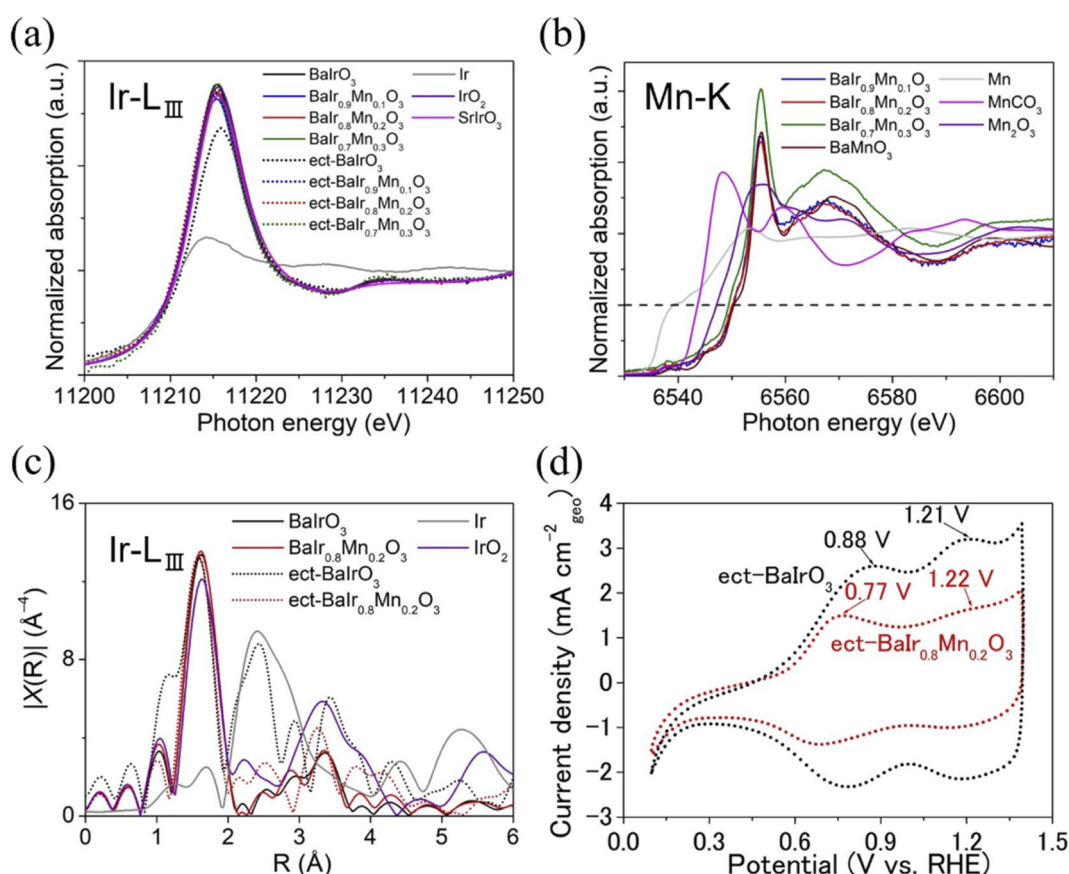 (a)
Normalized absorption (a.u.)
Ir-L_Ⅲ
BaIrO₃
BaIr₀.₉Mn₀.₁O₃
BaIr₀.₈Mn₀.₂O₃
BaIr₀.₇Mn₀.₃O₃
ect-BaIrO₃
ect-BaIr₀.₉Mn₀.₁O₃
ect-BaIr₀.₈Mn₀.₂O₃
ect-BaIr₀.₇Mn₀.₃O₃
Ir
IrO₂
SrIrO₃
11200 11210 11220 11230 11240 11250
Photon energy (eV)
(b)
Normalized absorption (a.u.)
Mn-K
BaIr₀.₉Mn₀.₁O₃
BaIr₀.₈Mn₀.₂O₃
BaIr₀.₇Mn₀.₃O₃
BaMnO₃
Mn
MnCO₃
Mn₂O₃
6540 6560 6580 6600
Photon energy (eV)
(c)
|X(R)| (Å⁻⁴)
16
8
0
Ir-L_Ⅲ
BaIrO₃
BaIr₀.₈Mn₀.₂O₃
ect-BaIrO₃
ect-BaIr₀.₈Mn₀.₂O₃
Ir
IrO₂
0 1 2 3 4 5 6
R (Å)
(d)
Current density (mA cm⁻²geo)
4
3
2
1
0
-1
-2
-3
1.21 V
0.88 V
ect-BaIrO₃
0.77 V
1.22 V
ect-BaIr₀.₈Mn₀.₂O₃
0.0 0.3 0.6 0.9 1.2 1.5
Potential (V vs. RHE)